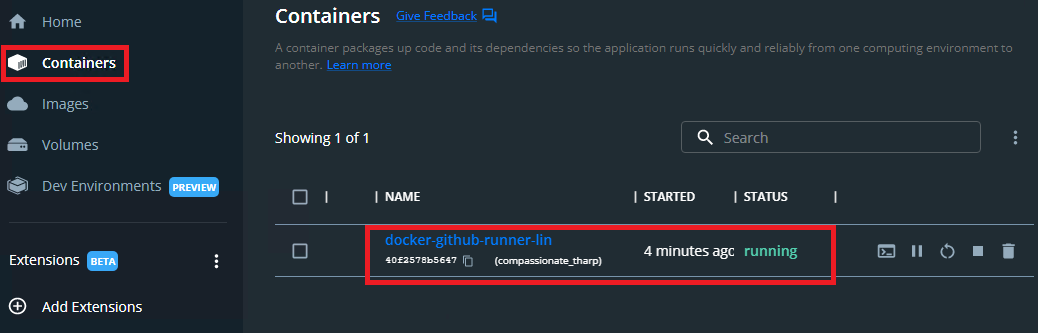 Home
Containers
Images
Volumes
Dev Environments PREVIEW
Extensions BETA
Add Extensions
Containers Give Feedback
A container packages up code and its dependencies so the application runs quickly and reliably from one computing environment to
another. Learn more
Showing 1 of 1
Search
NAME STARTED STATUS
docker-github-runner-lin
40f2578b5647 (compassionate_tharp) 4 minutes ago running